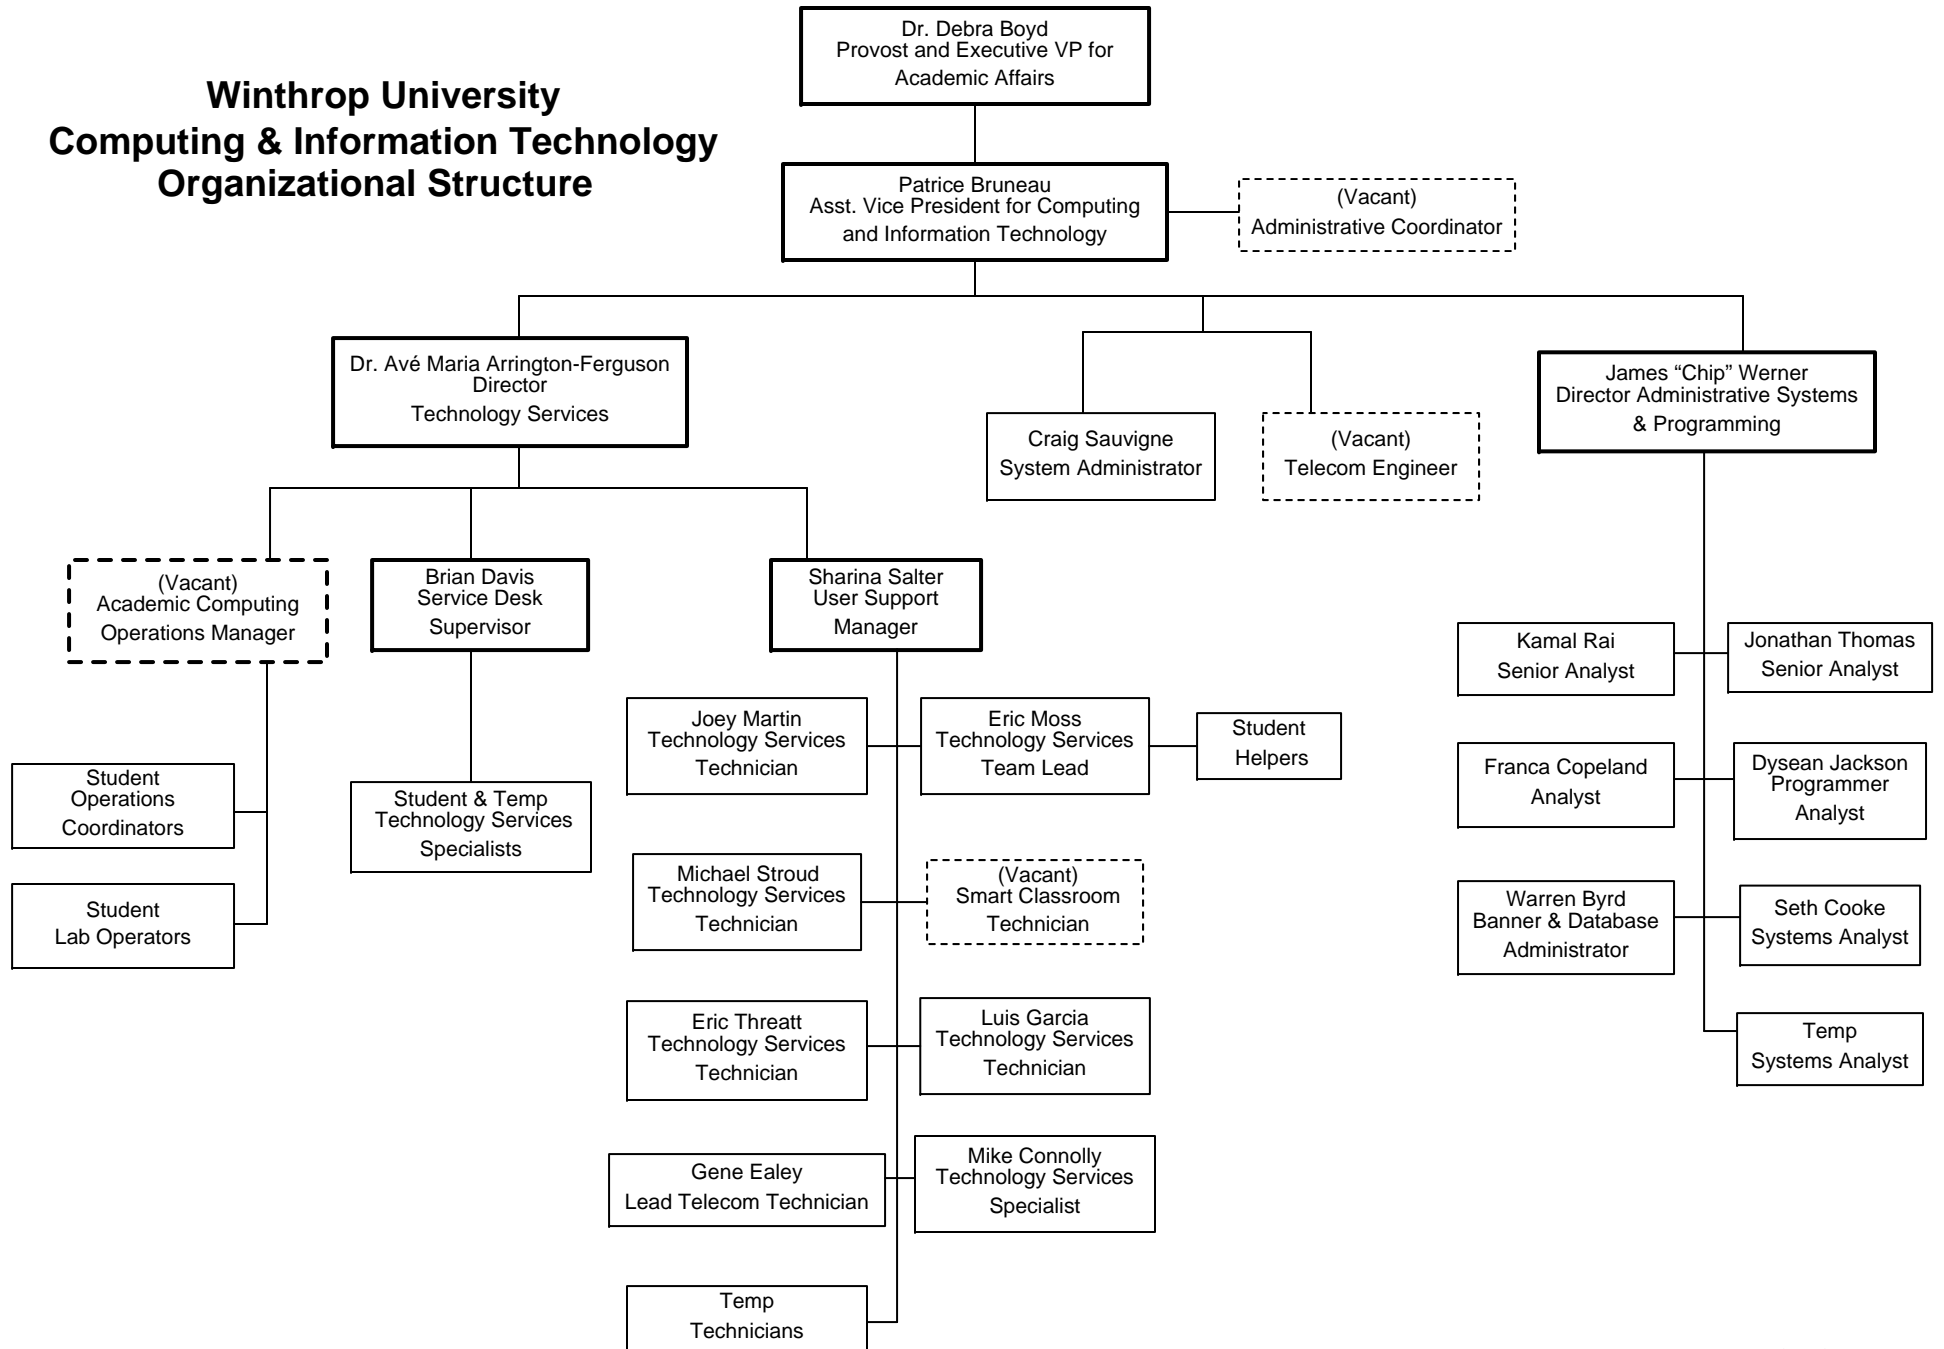 Winthrop University
Computing & Information Technology
Organizational Structure
Dr. Debra Boyd
Provost and Executive VP for
Academic Affairs
Patrice Bruneau
Asst. Vice President for Computing
and Information Technology
(Vacant)
Administrative Coordinator
Dr. Avé Maria Arrington-Ferguson
Director
Technology Services
Craig Sauvigne
System Administrator
(Vacant)
Telecom Engineer
James “Chip” Werner
Director Administrative Systems
& Programming
(Vacant)
Academic Computing
Operations Manager
Brian Davis
Service Desk
Supervisor
Sharina Salter
User Support
Manager
Student
Operations
Coordinators
Student
Lab Operators
Student & Temp
Technology Services
Specialists
Joey Martin
Technology Services
Technician
Eric Moss
Technology Services
Team Lead
Student
Helpers
Michael Stroud
Technology Services
Technician
(Vacant)
Smart Classroom
Technician
Eric Threatt
Technology Services
Technician
Luis Garcia
Technology Services
Technician
Gene Ealey
Lead Telecom Technician
Mike Connolly
Technology Services
Specialist
Temp
Technicians
Kamal Rai
Senior Analyst
Jonathan Thomas
Senior Analyst
Franca Copeland
Analyst
Dysean Jackson
Programmer
Analyst
Warren Byrd
Banner & Database
Administrator
Seth Cooke
Systems Analyst
Temp
Systems Analyst